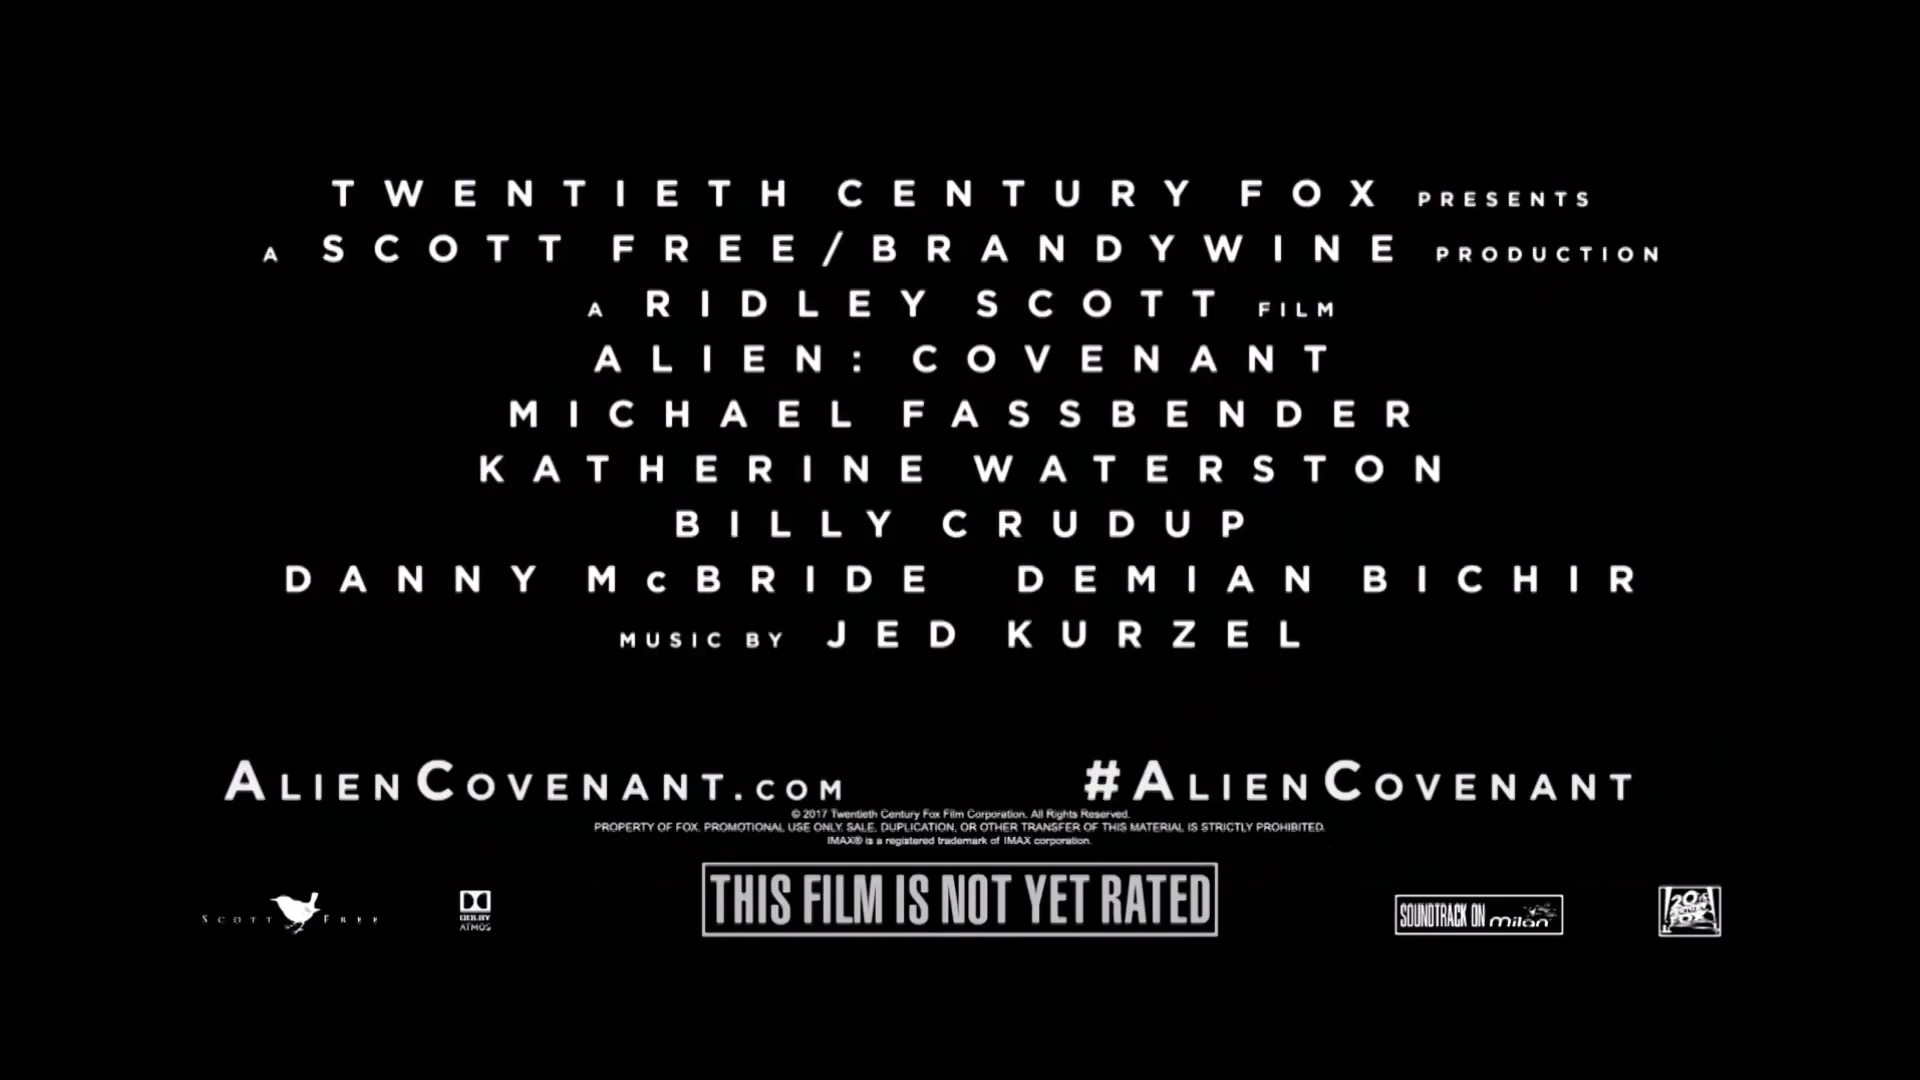 TWENTIETH CENTURY FOX PRESENTS
A SCOTT FREE/BRANDYWINE PRODUCTION
A RIDLEY SCOTT FILM
ALIEN: COVENANT
MICHAEL FASSBENDER
KATHERINE WATERSTON
BILLY CRUDUP
DANNY McBRIDE DEMIAN BICHIR
MUSIC BY JED KURZEL
ALIENCOVENANT.COM #ALIENCOVENANT
© 2017 Twentieth Century Fox Film Corporation. All Rights Reserved.
PROPERTY OF FOX. PROMOTIONAL USE ONLY. SALE, DUPLICATION, OR OTHER TRANSFER OF THIS MATERIAL IS STRICTLY PROHIBITED.
IMAX® is a registered trademark of IMAX corporation.
SCOTT FREE
DOLBY
ATMOS
THIS FILM IS NOT YET RATED
SOUNDTRACK ON milan
20th
CENTURY
FOX